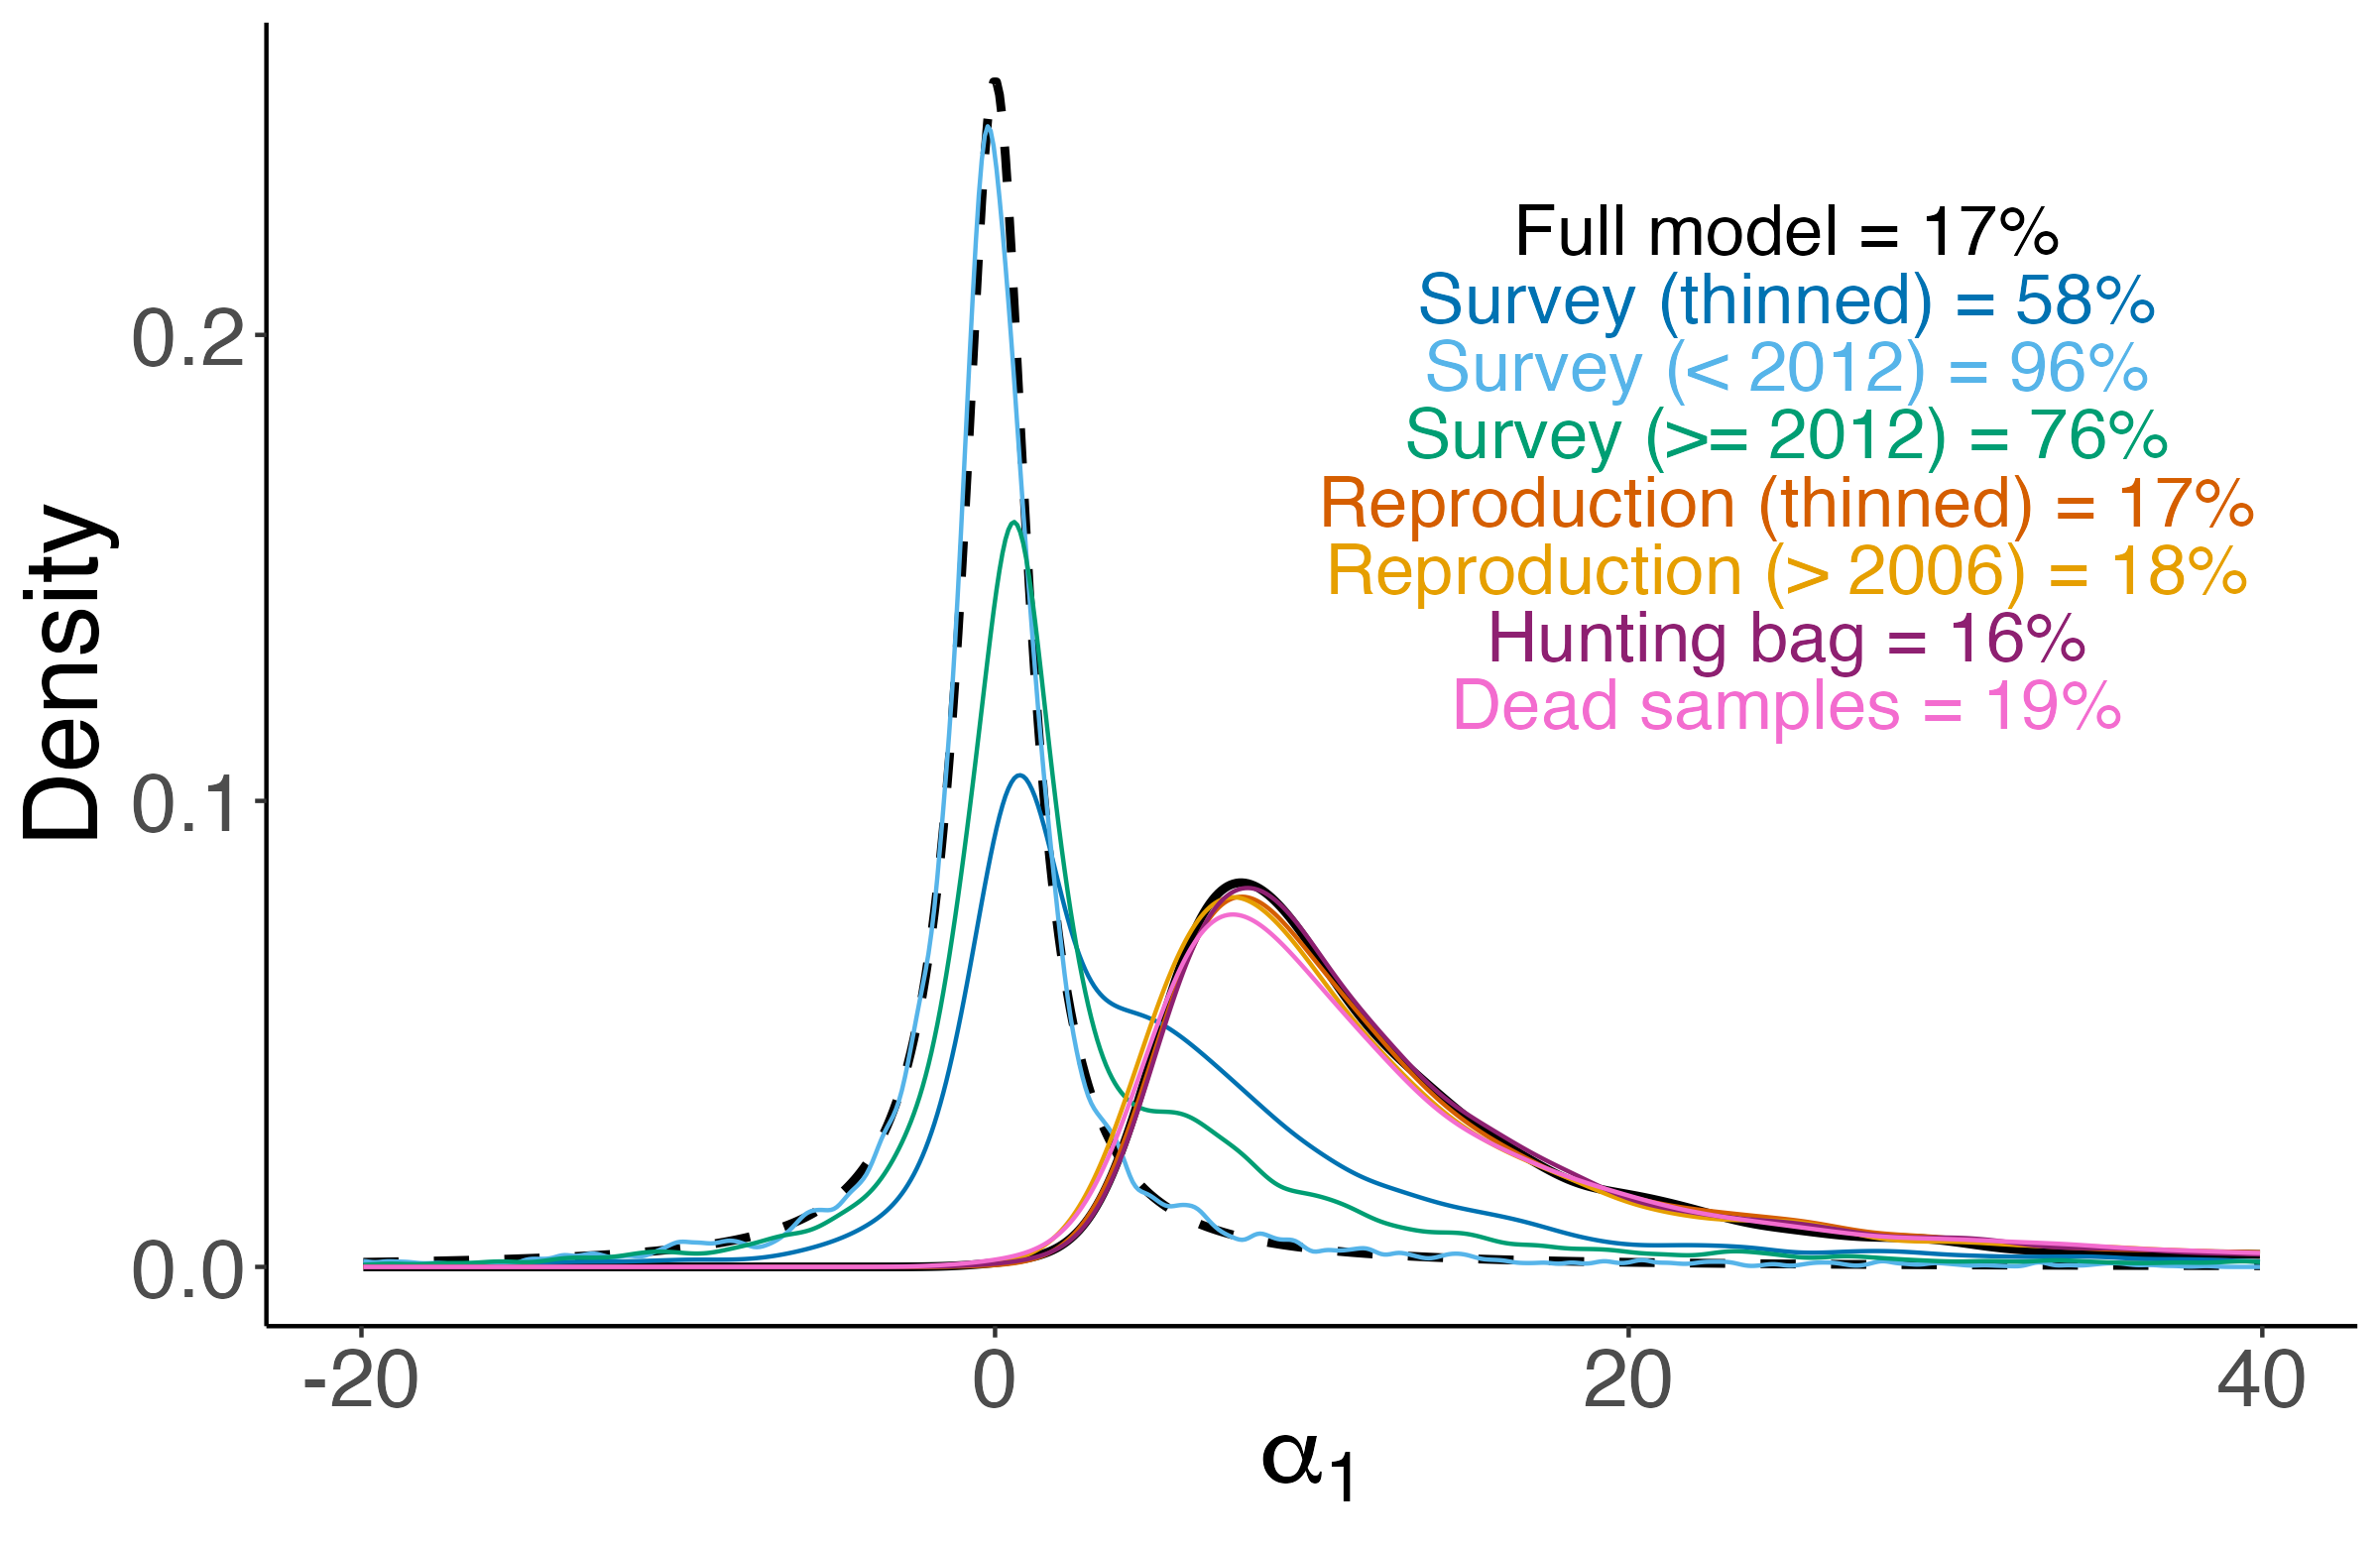 Full model = 17%
Survey (thinned) = 58%
Survey (< 2012) = 96%
Survey (>= 2012) = 76%
Reproduction (thinned) = 17%
Reproduction (> 2006) = 18%
Hunting bag = 16%
Dead samples = 19%
Density
0.2
0.1
0.0
-20 0 20 40
α1